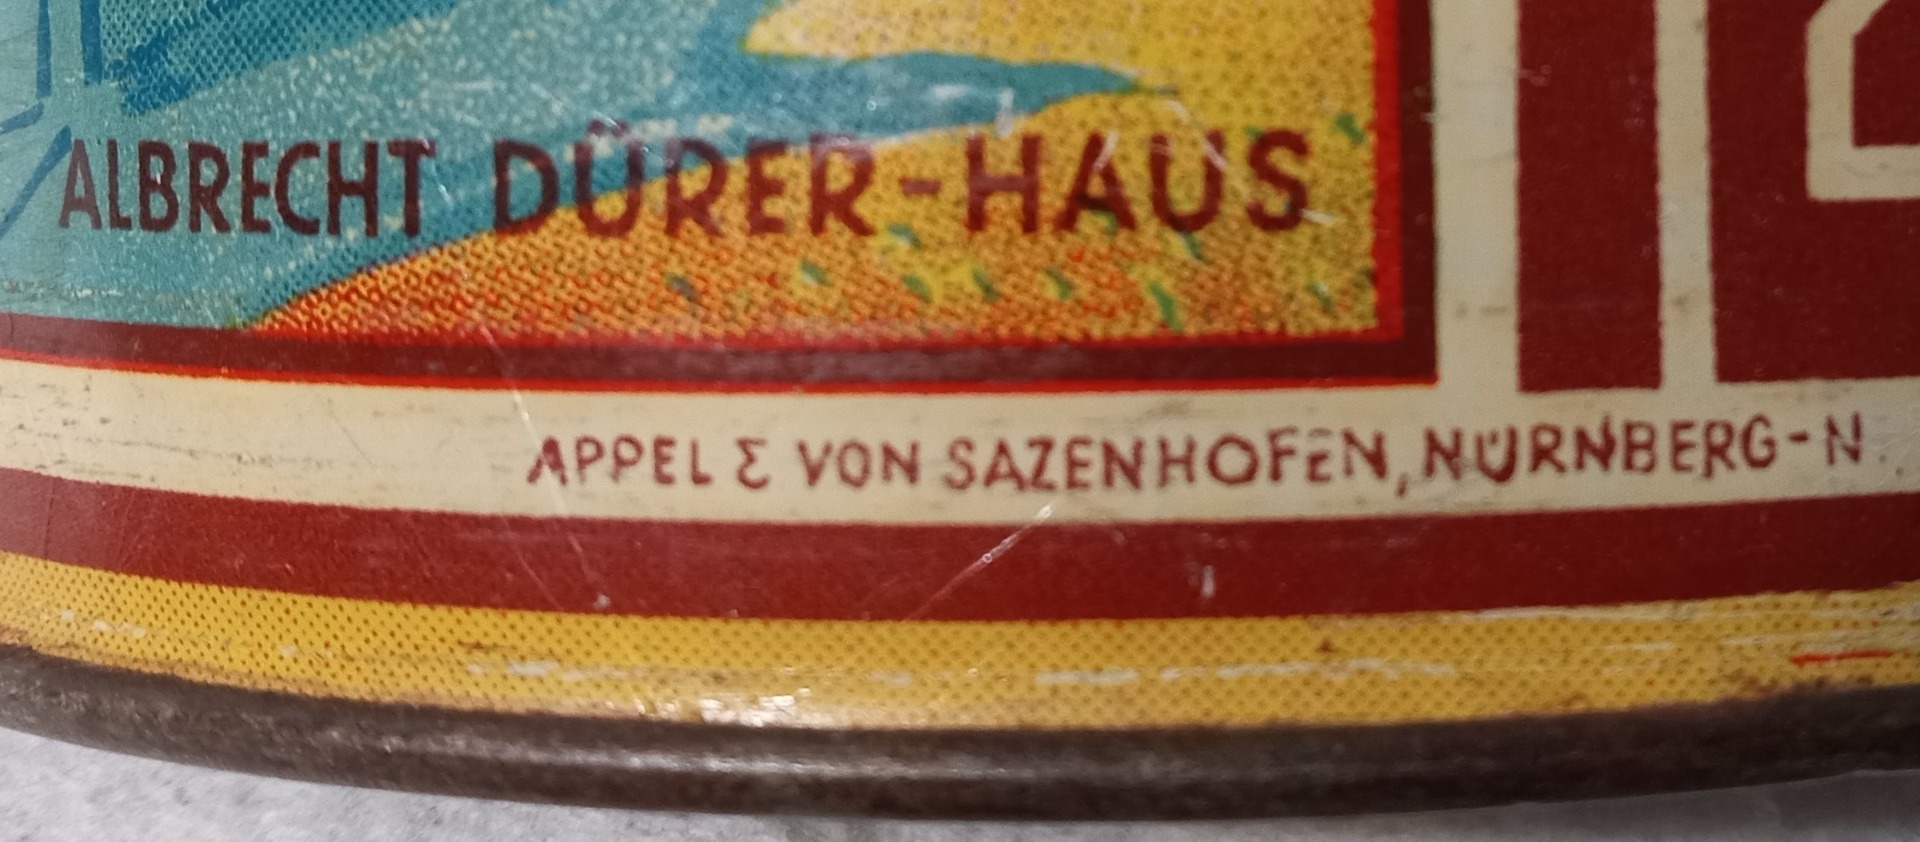 ALBRECHT DÜRER-HAUS
APPEL & VON SAZENHOFEN, NÜRNBERG-N